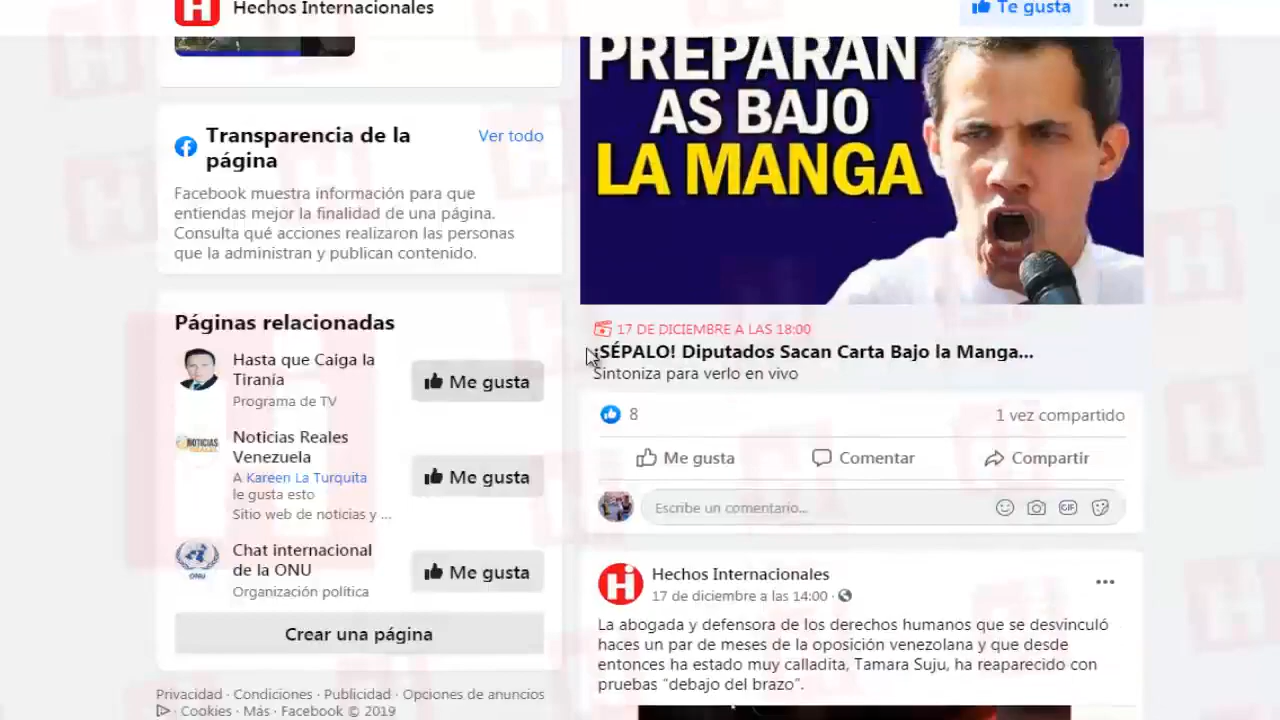 Hechos Internacionales
Te gusta
Transparencia de la
página
Ver todo
Facebook muestra información para que
entiendas mejor la finalidad de una página.
Consulta qué acciones realizaron las personas
que la administran y publican contenido.
Páginas relacionadas
Hasta que Caiga la
Tiranía
Programa de TV
Me gusta
Noticias Reales
Venezuela
A Kareen La Turquita
le gusta esto
Sitio web de noticias y ...
Me gusta
Chat internacional
de la ONU
Organización política
Me gusta
ONU
Crear una página
Privacidad · Condiciones · Publicidad · Opciones de anuncios
· Cookies · Más · Facebook © 2019
PREPARAN
AS BAJO
LA MANGA
17 DE DICIEMBRE A LAS 18:00
¡SÉPALO! Diputados Sacan Carta Bajo la Manga...
Sintoniza para verlo en vivo
8
1 vez compartido
Me gusta
Comentar
Compartir
Escribe un comentario...
GIF
Hechos Internacionales
17 de diciembre a las 14:00 ·
La abogada y defensora de los derechos humanos que se desvinculó
haces un par de meses de la oposición venezolana y que desde
entonces ha estado muy calladita, Tamara Suju, ha reaparecido con
pruebas “debajo del brazo”.